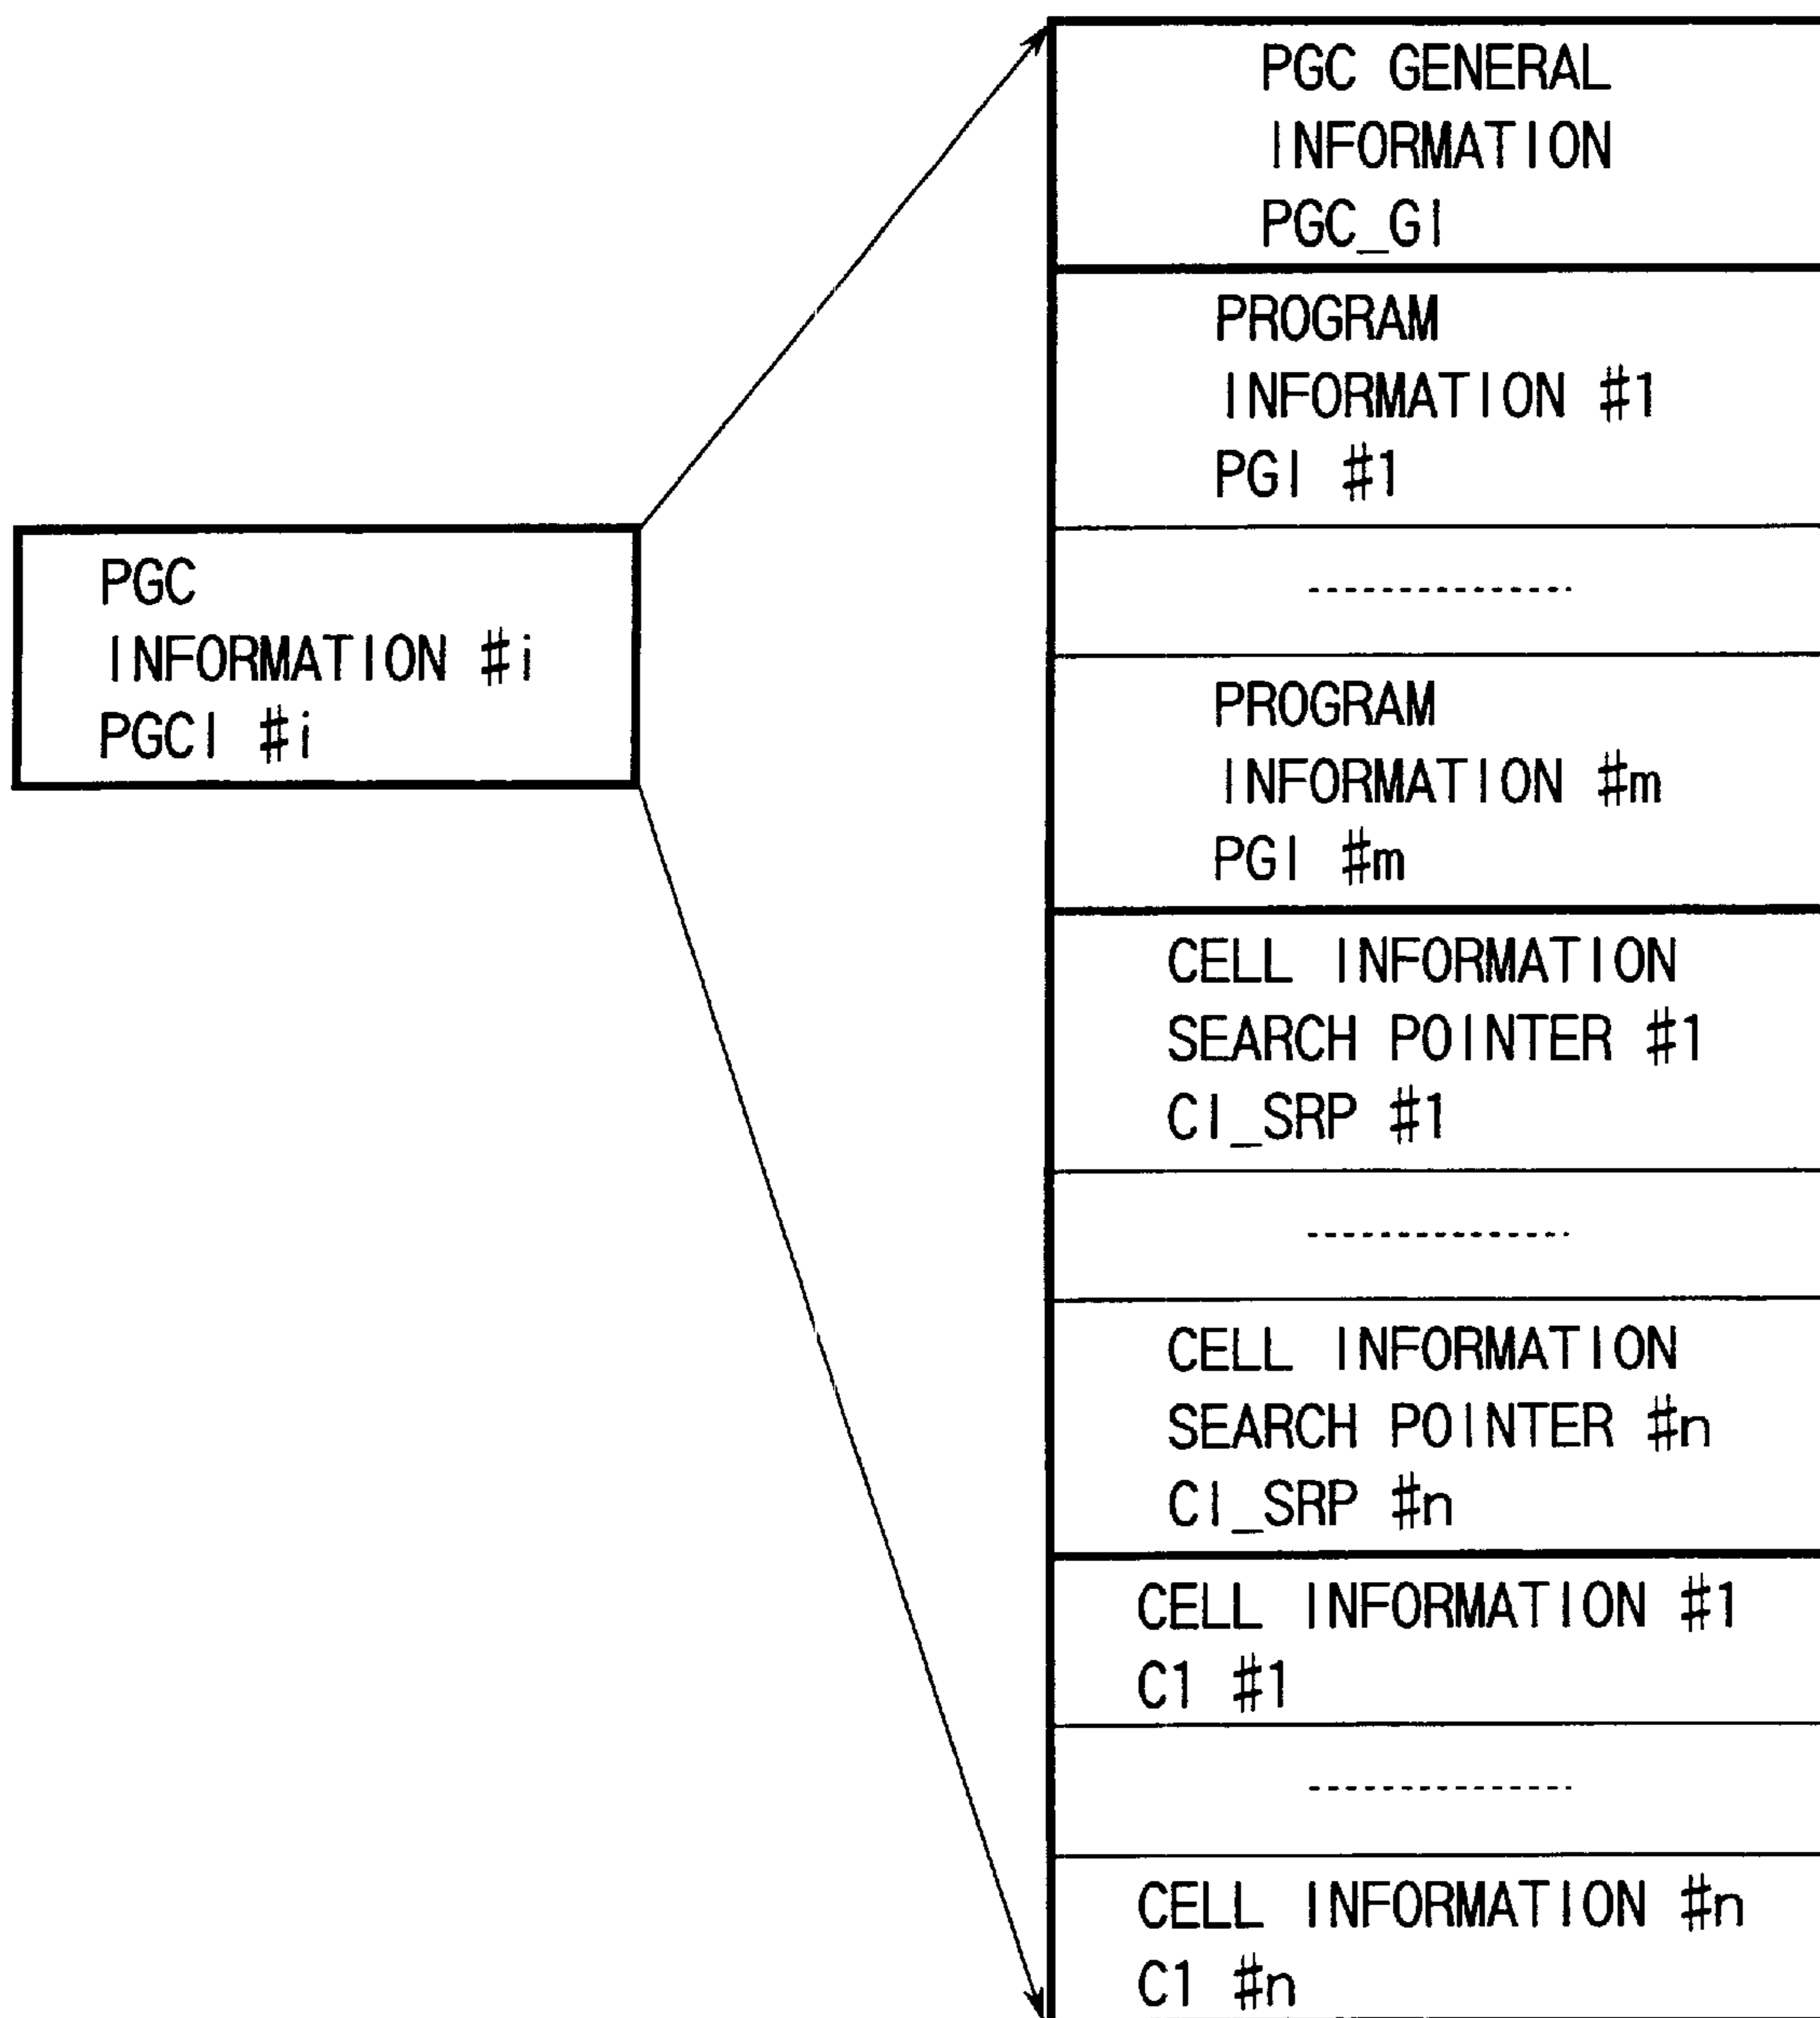 PGC
INFORMATION #i
PGCI #i
PGC GENERAL
INFORMATION
PGC_GI
PROGRAM
INFORMATION #1
PGI #1
PROGRAM
INFORMATION #m
PGI #m
CELL INFORMATION
SEARCH POINTER #1
CI_SRP #1
CELL INFORMATION
SEARCH POINTER #n
CI_SRP #n
CELL INFORMATION #1
C1 #1
CELL INFORMATION #n
C1 #n